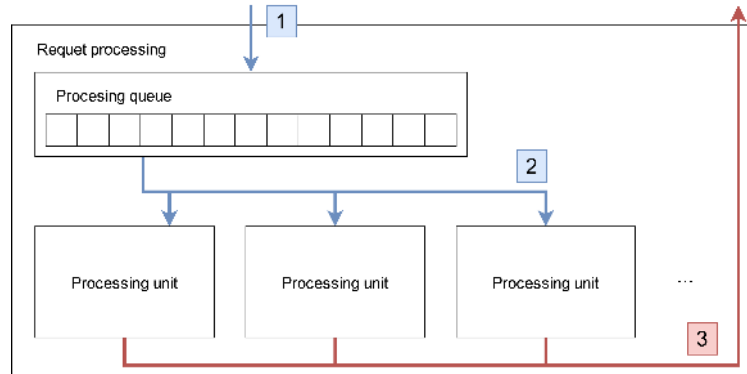 1
Requet processing
Procesing queue
2
Processing unit
Processing unit
Processing unit
...
3